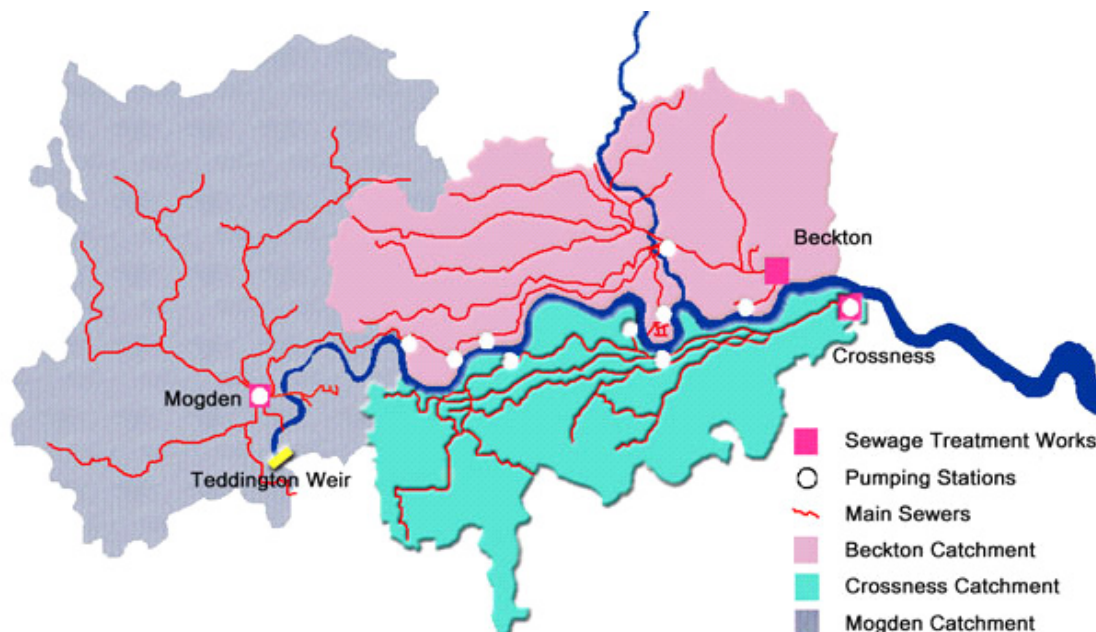 Beckton
Crossness
Mogden
Teddington Weir
Sewage Treatment Works
Pumping Stations
Main Sewers
Beckton Catchment
Crossness Catchment
Mogden Catchment